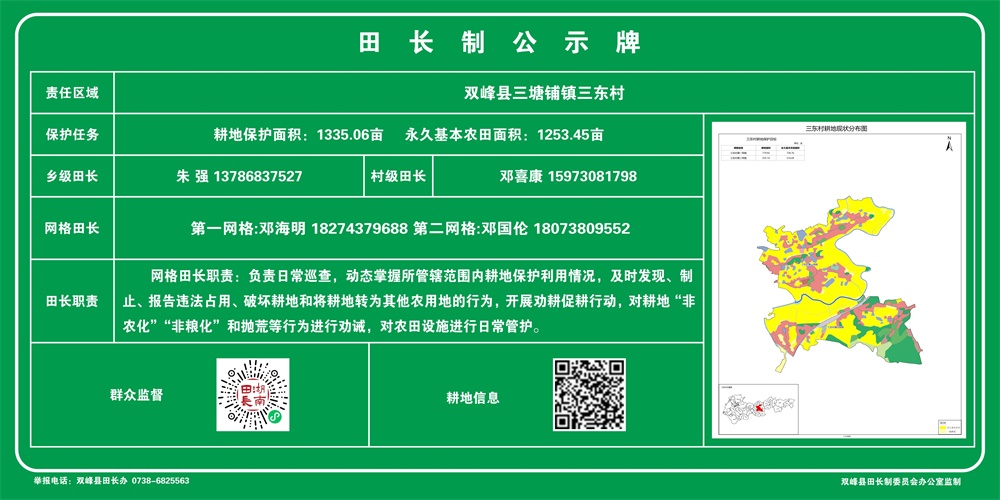 田长制公示牌
责任区域 双峰县三塘铺镇三东村
保护任务 耕地保护面积：1335.06亩 永久基本农田面积：1253.45亩
乡级田长 朱 强 13786837527 村级田长 邓喜康 15973081798
网格田长 第一网格:邓海明 18274379688 第二网格:邓国伦 18073809552
田长职责
网格田长职责：负责日常巡查，动态掌握所管辖范围内耕地保护利用情况，及时发现、制
止、报告违法占用、破坏耕地和将耕地转为其他农用地的行为，开展劝耕促耕行动，对耕地“非
农化”“非粮化”和抛荒等行为进行劝诫，对农田设施进行日常管护。
群众监督
湖南田长
耕地信息
三东村耕地现状分布图
N
举报电话：双峰县田长办 0738-6825563
双峰县田长制委员会办公室监制